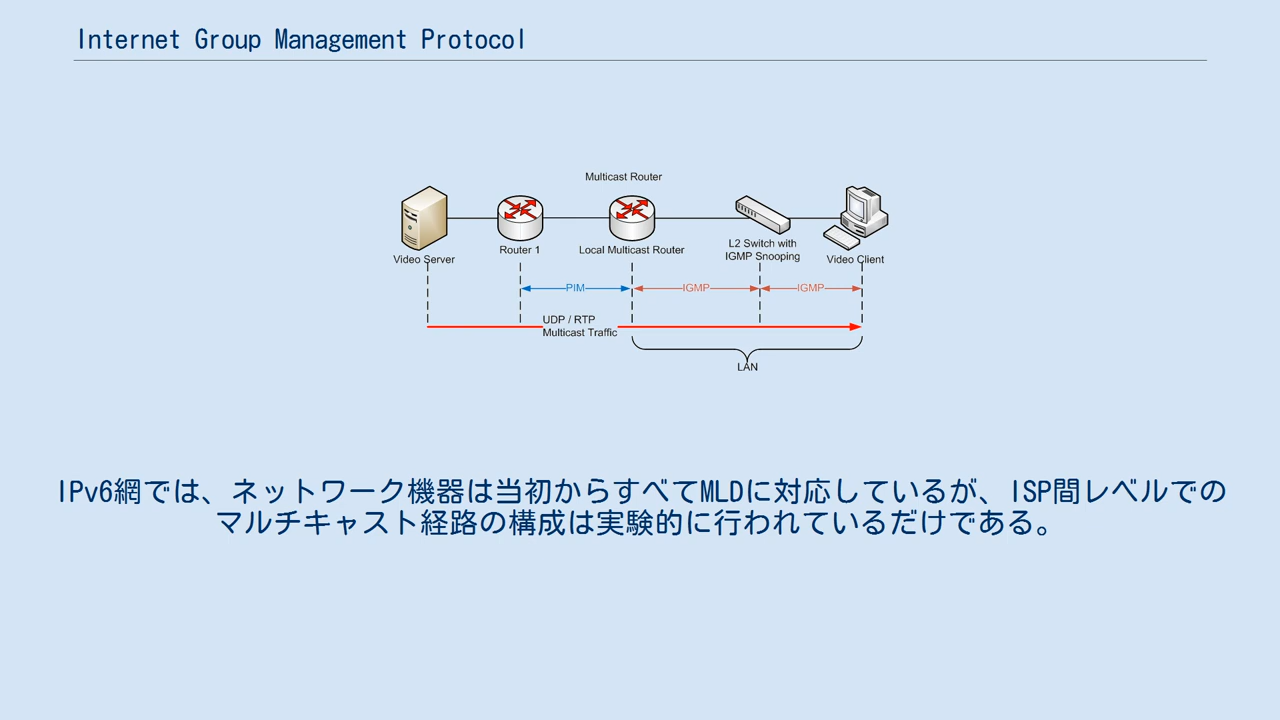 Internet Group Management Protocol
Multicast Router
Video Server
Router 1
Local Multicast Router
L2 Switch with
IGMP Snooping
Video Client
PIM
IGMP
IGMP
UDP / RTP
Multicast Traffic
LAN
IPv6網では、ネットワーク機器は当初からすべてMLDに対応しているが、ISP間レベルでの
マルチキャスト経路の構成は実験的に行われているだけである。